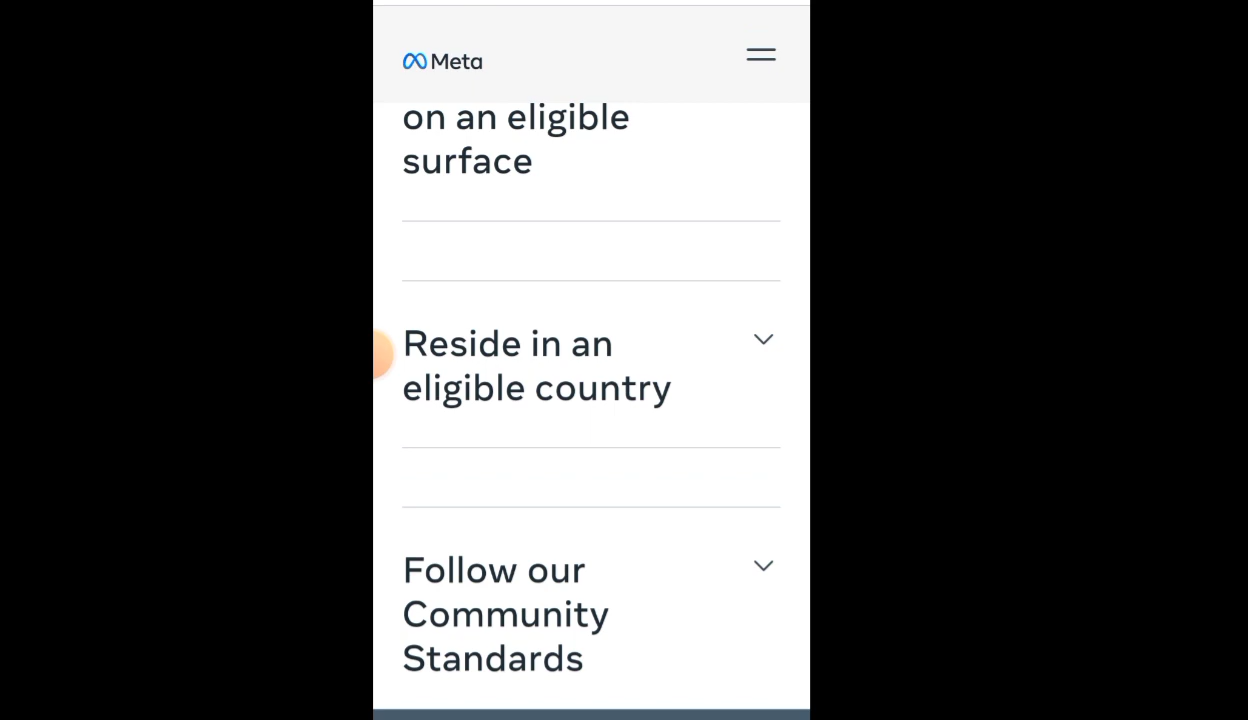 Meta
on an eligible
surface
Reside in an
eligible country
Follow our
Community
Standards